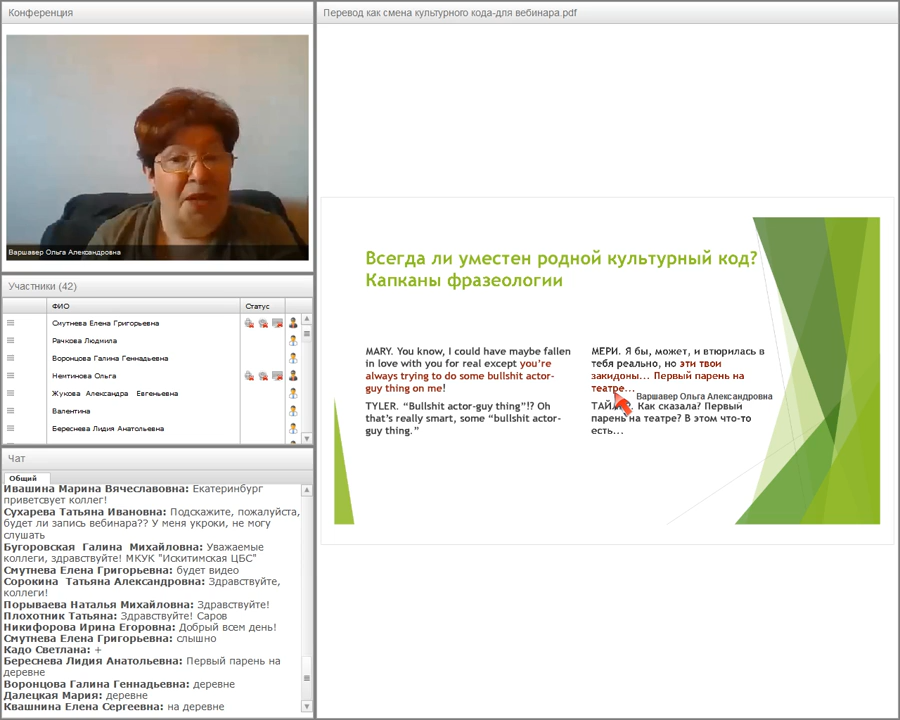 Конференция
Варшавер Ольга Александровна
Участники (42)
ФИО
Статус
Смутнева Елена Григорьевна
Рачкова Людмила
Воронцова Галина Геннадьевна
Немтинова Ольга
Жукова Александра Евгеньевна
Валентина
Береснева Лидия Анатольевна
Чат
Общий
Ивашина Марина Вячеславовна: Екатеринбург
приветсвует коллег!
Сухарева Татьяна Ивановна: Подскажите, пожалуйста,
будет ли запись вебинара?? У меня укроки, не могу
слушать
Бугоровская Галина Михайловна: Уважаемые
коллеги, здравствуйте! МКУК "Искитимская ЦБС"
Смутнева Елена Григорьевна: будет видео
Сорокина Татьяна Александровна: Здравствуйте,
коллеги!
Порываева Наталья Михайловна: Здравствуйте!
Плохотник Татьяна: Здравствуйте! Саров
Никифорова Ирина Егоровна: Добрый всем день!
Смутнева Елена Григорьевна: слышно
Кадо Светлана: +
Береснева Лидия Анатольевна: Первый парень на
деревне
Воронцова Галина Геннадьевна: деревне
Далецкая Мария: деревне
Квашнина Елена Сергеевна: на деревне
Перевод как смена культурного кода-для вебинара.pdf
Всегда ли уместен родной культурный код?
Капканы фразеологии
MARY. You know, I could have maybe fallen
in love with you for real except you’re
always trying to do some bullshit actor-
guy thing on me!
TYLER. “Bullshit actor-guy thing”!? Oh
that’s really smart, some “bullshit actor-
guy thing.”
МЕРИ. Я бы, может, и втюрилась в
тебя реально, но эти твои
закидоны... Первый парень на
театре...
Варшавер Ольга Александровна
ТАЙЛЕР. Как сказала? Первый
парень на театре? В этом что-то
есть...